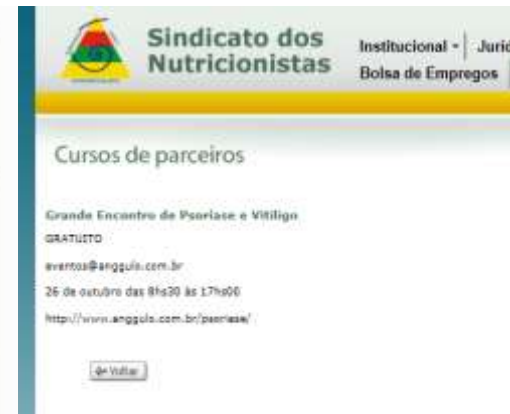 Sindicato dos
Nutricionistas
Institucional
Bolsa de Empregos
Cursos de parceiros
Grande Encontro de Psoriase e Vitiligo
GRATUITO
eventos@anggulo.com.br
26 de outubro das 8hs30 às 17hs00
http://www.anggulo.com.br/psoriase/
Voltar